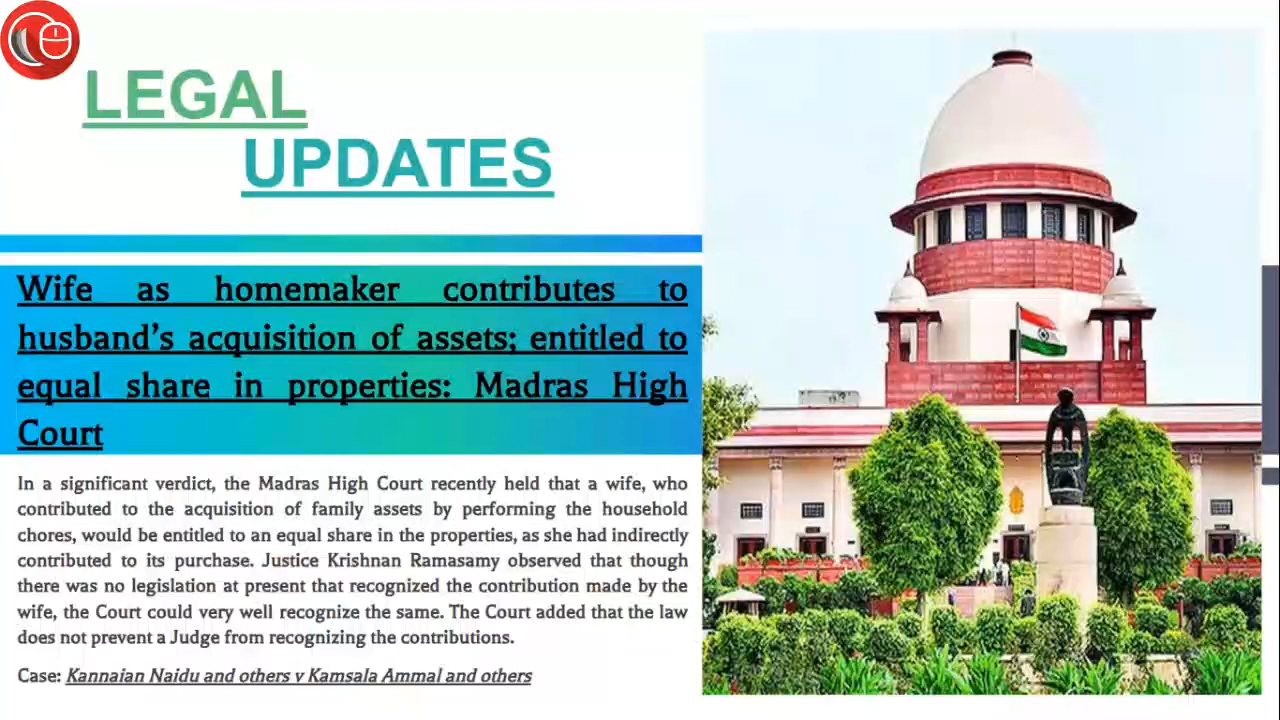 LEGAL
UPDATES
Wife as homemaker contributes to
husband’s acquisition of assets; entitled to
equal share in properties: Madras High
Court
In a significant verdict, the Madras High Court recently held that a wife, who
contributed to the acquisition of family assets by performing the household
chores, would be entitled to an equal share in the properties, as she had indirectly
contributed to its purchase. Justice Krishnan Ramasamy observed that though
there was no legislation at present that recognized the contribution made by the
wife, the Court could very well recognize the same. The Court added that the law
does not prevent a Judge from recognizing the contributions.
Case: Kannaian Naidu and others v Kamsala Ammal and others